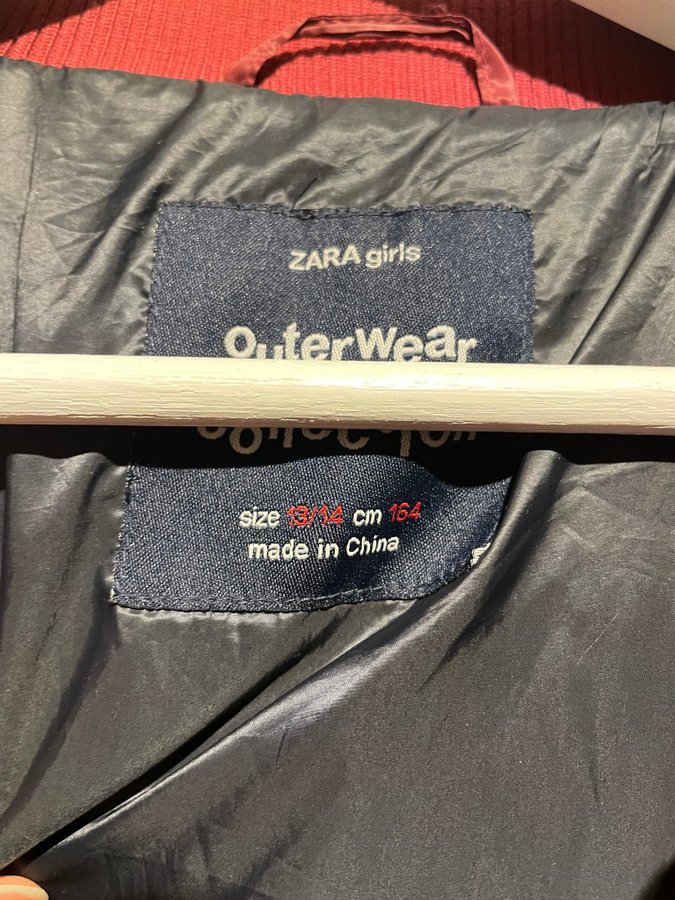 ZARA girls
OuterWear
size 13/14 cm 164
made in China